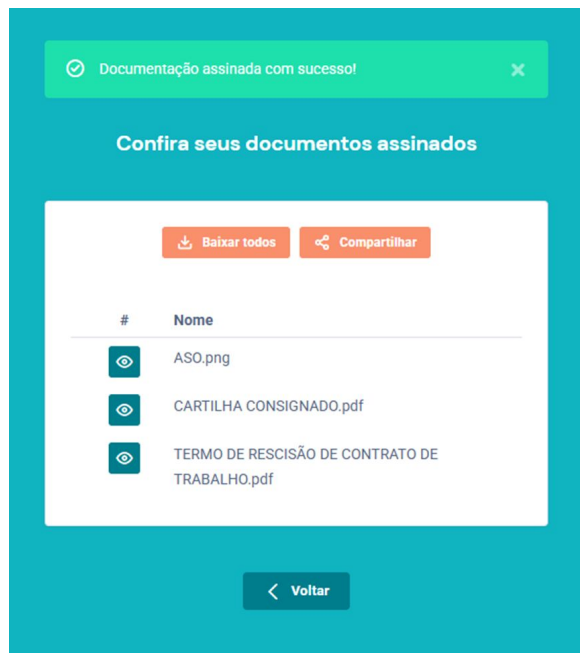 Documentação assinada com sucesso!
Confira seus documentos assinados
Baixar todos
Compartilhar
# Nome
ASO.png
CARTILHA CONSIGNADO.pdf
TERMO DE RESCISÃO DE CONTRATO DE
TRABALHO.pdf
Voltar